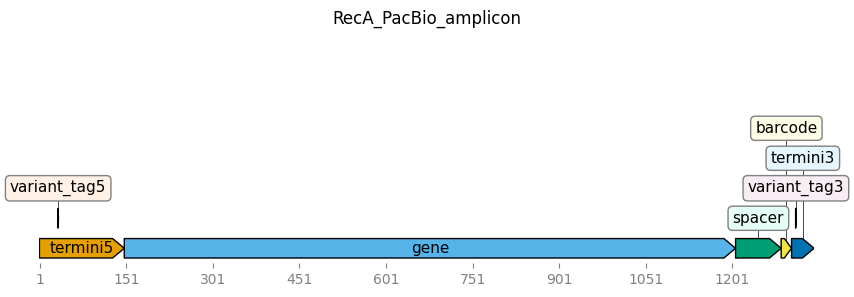 RecA_PacBio_amplicon
barcode
termini3
variant_tag5
variant_tag3
spacer
termini5
gene
1 151 301 451 601 751 901 1051 1201